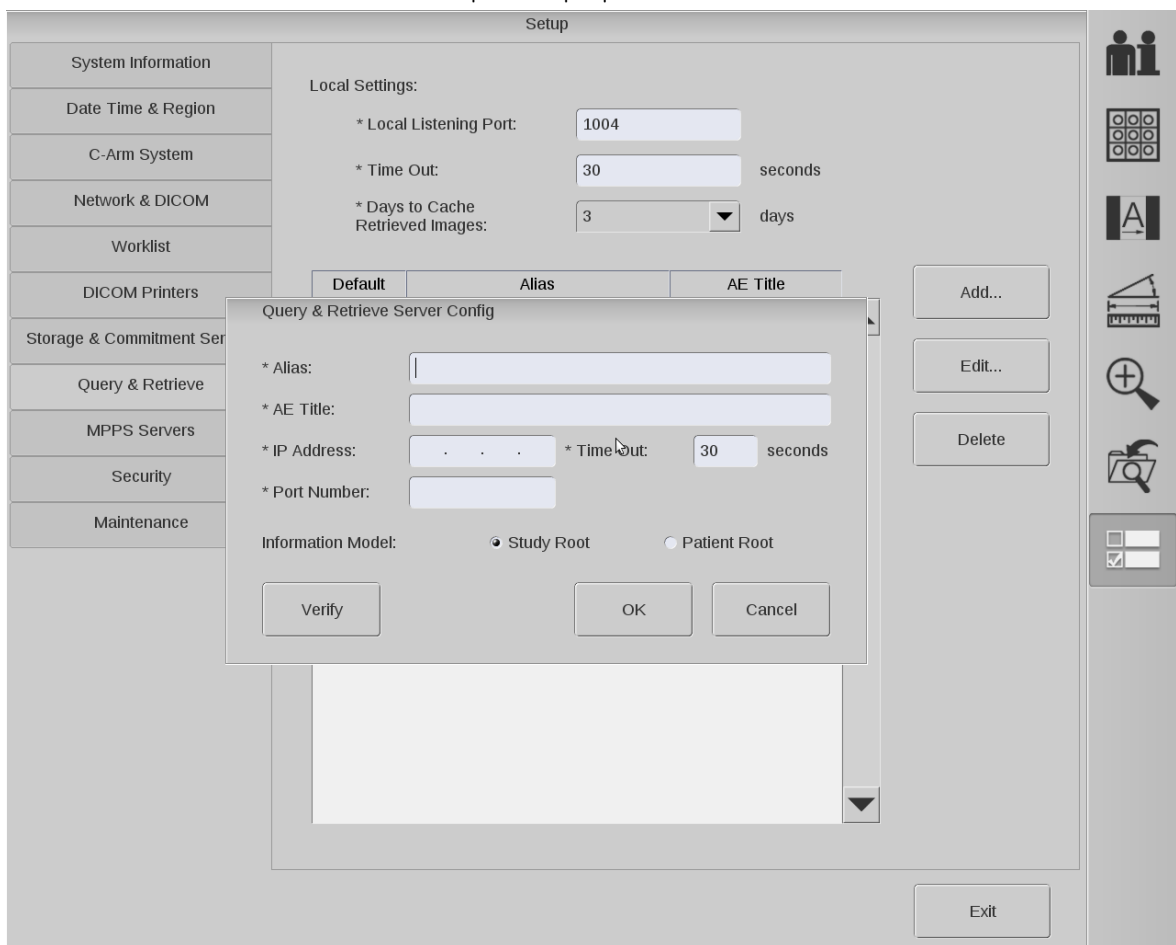 Setup
System Information
Date Time & Region
C-Arm System
Network & DICOM
Worklist
DICOM Printers
Storage & Commitment Ser
Query & Retrieve
MPPS Servers
Security
Maintenance
Local Settings:
* Local Listening Port: 1004
* Time Out: 30 seconds
* Days to Cache
Retrieved Images: 3 days
Default Alias AE Title
Add...
Edit...
Delete
Query & Retrieve Server Config
* Alias:
* AE Title:
* IP Address: . . . * Time Out: 30 seconds
* Port Number:
Information Model: Study Root Patient Root
Verify OK Cancel
Exit
A